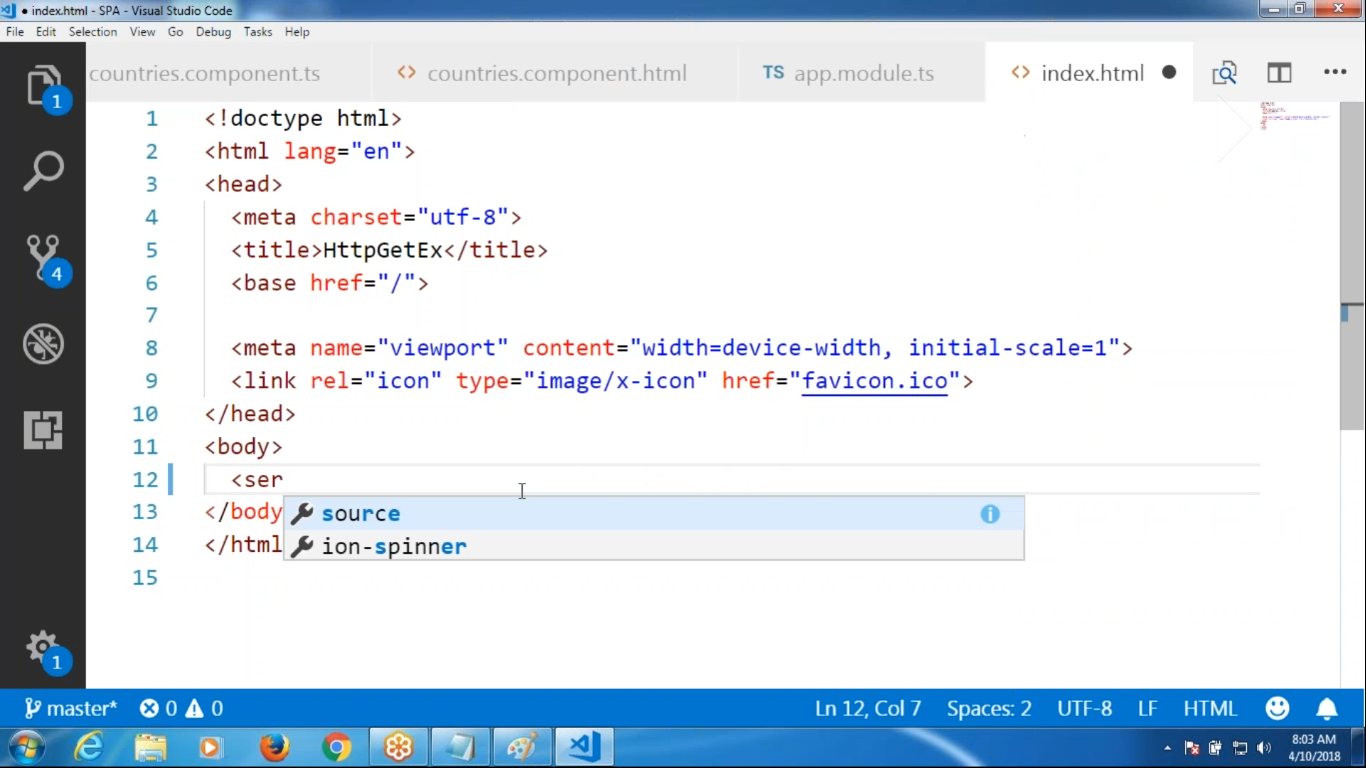 ● index.html - SPA - Visual Studio Code
File Edit Selection View Go Debug Tasks Help
countries.component.ts <> countries.component.html TS app.module.ts <> index.html ●
1 <!doctype html>
2 <html lang="en">
3 <head>
4 <meta charset="utf-8">
5 <title>HttpGetEx</title>
6 <base href="/">
7
8 <meta name="viewport" content="width=device-width, initial-scale=1">
9 <link rel="icon" type="image/x-icon" href="favicon.ico">
10 </head>
11 <body>
12 <ser
13 </body
source
14 </html
ion-spinner
15
1
4
1
master* 0 0 Ln 12, Col 7 Spaces: 2 UTF-8 LF HTML
8:03 AM
4/10/2018